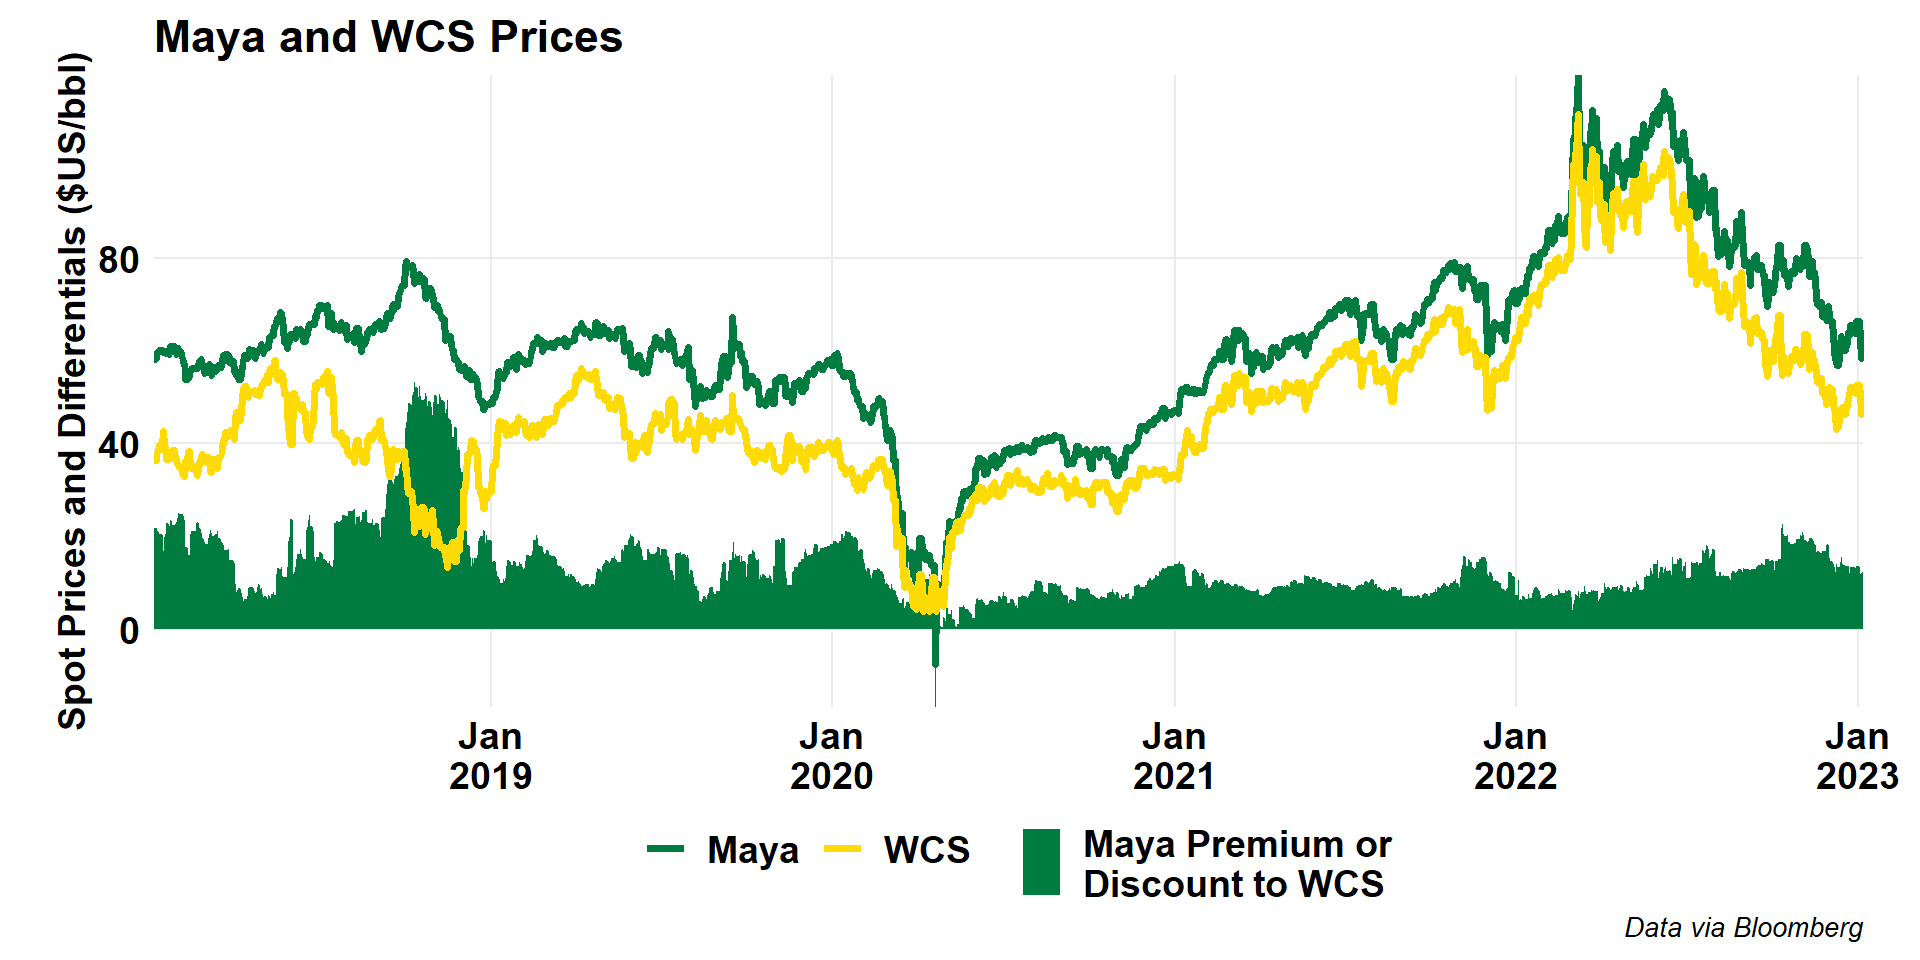 Maya and WCS Prices
Spot Prices and Differentials ($US/bbl)
80
40
0
Jan
2019
Jan
2020
Jan
2021
Jan
2022
Jan
2023
Maya
WCS
Maya Premium or
Discount to WCS
Data via Bloomberg